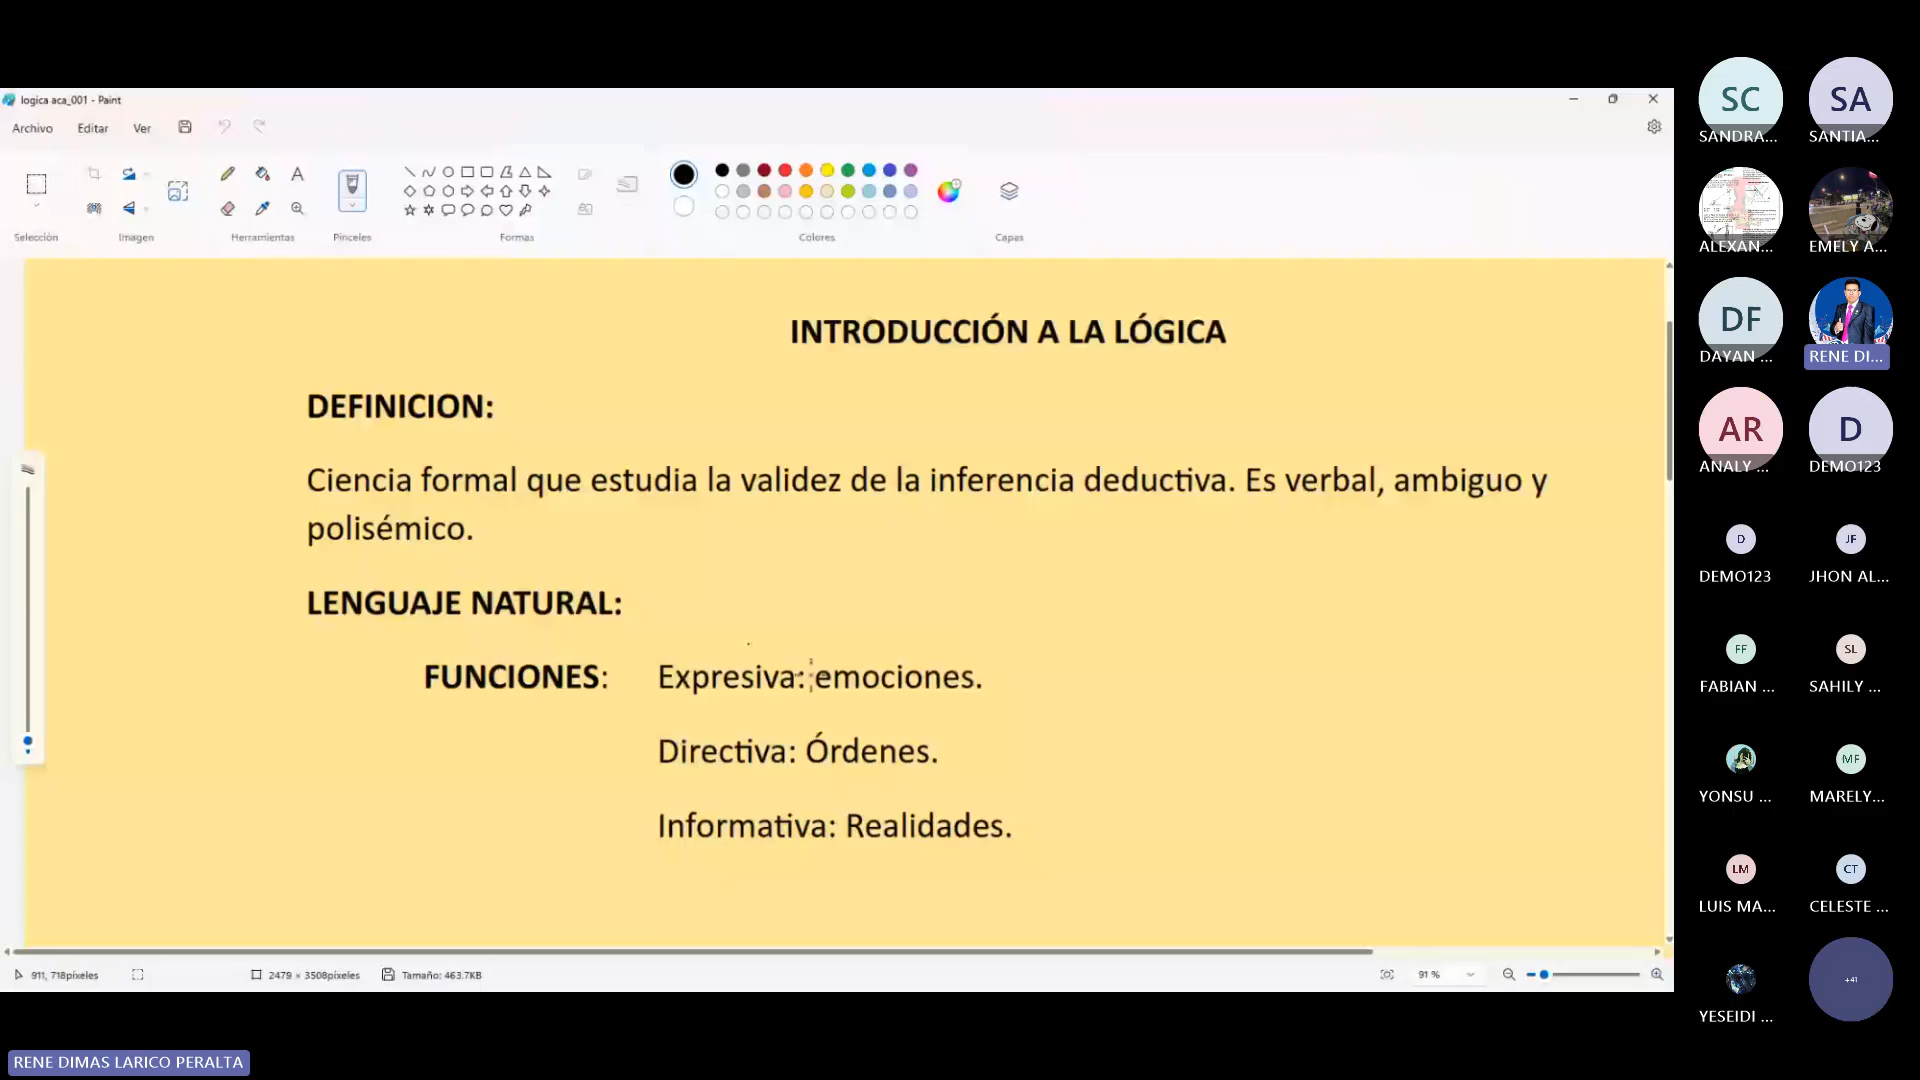 logica aca_001 - Paint
Archivo Editar Ver
Selección Imagen Herramientas Pinceles Formas Colores Capas
INTRODUCCIÓN A LA LÓGICA
DEFINICION:
Ciencia formal que estudia la validez de la inferencia deductiva. Es verbal, ambiguo y
polisémico.
LENGUAJE NATURAL:
FUNCIONES: Expresiva: emociones.
Directiva: Órdenes.
Informativa: Realidades.
911, 718píxeles 2479 × 3508píxeles Tamaño: 463.7KB 91 %
SC SA
SANDRA... SANTIA...
ALEXAN... EMELY A...
DF
DAYAN ... RENE DI...
AR D
ANALY ... DEMO123
D JF
DEMO123 JHON AL...
FF SL
FABIAN ... SAHILY ...
MF
YONSU ... MARELY...
LM CT
LUIS MA... CELESTE ...
+41
YESEIDI ...
RENE DIMAS LARICO PERALTA